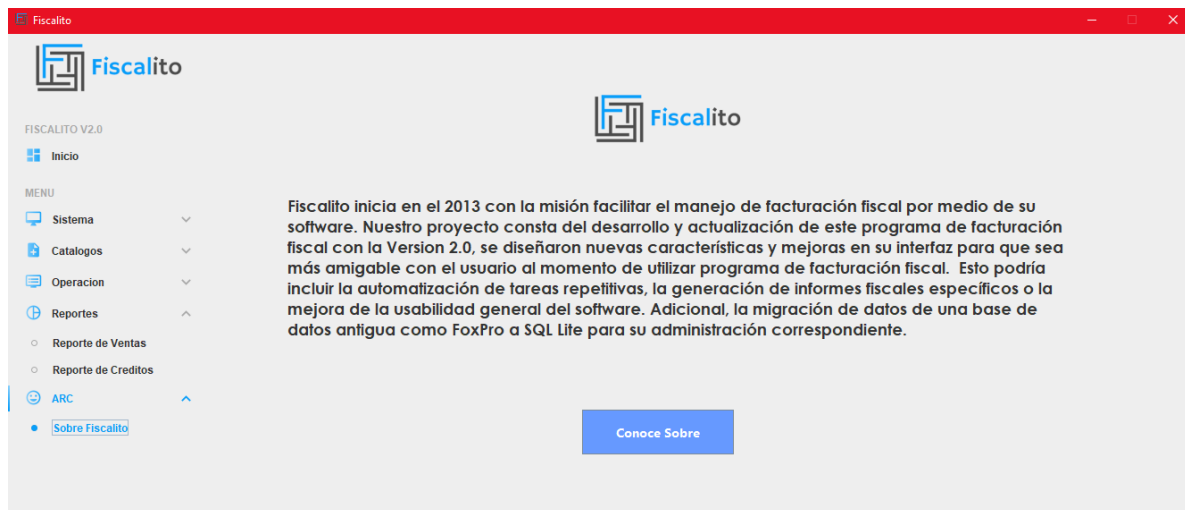 Fiscalito
Fiscalito
FISCALITO V2.0
Inicio
MENU
Sistema
Catalogos
Operacion
Reportes
Reporte de Ventas
Reporte de Creditos
ARC
Sobre Fiscalito
Fiscalito
Fiscalito inicia en el 2013 con la misión facilitar el manejo de facturación fiscal por medio de su
software. Nuestro proyecto consta del desarrollo y actualización de este programa de facturación
fiscal con la Version 2.0, se diseñaron nuevas características y mejoras en su interfaz para que sea
más amigable con el usuario al momento de utilizar programa de facturación fiscal.  Esto podría
incluir la automatización de tareas repetitivas, la generación de informes fiscales específicos o la
mejora de la usabilidad general del software. Adicional, la migración de datos de una base de
datos antigua como FoxPro a SQL Lite para su administración correspondiente.
Conoce Sobre